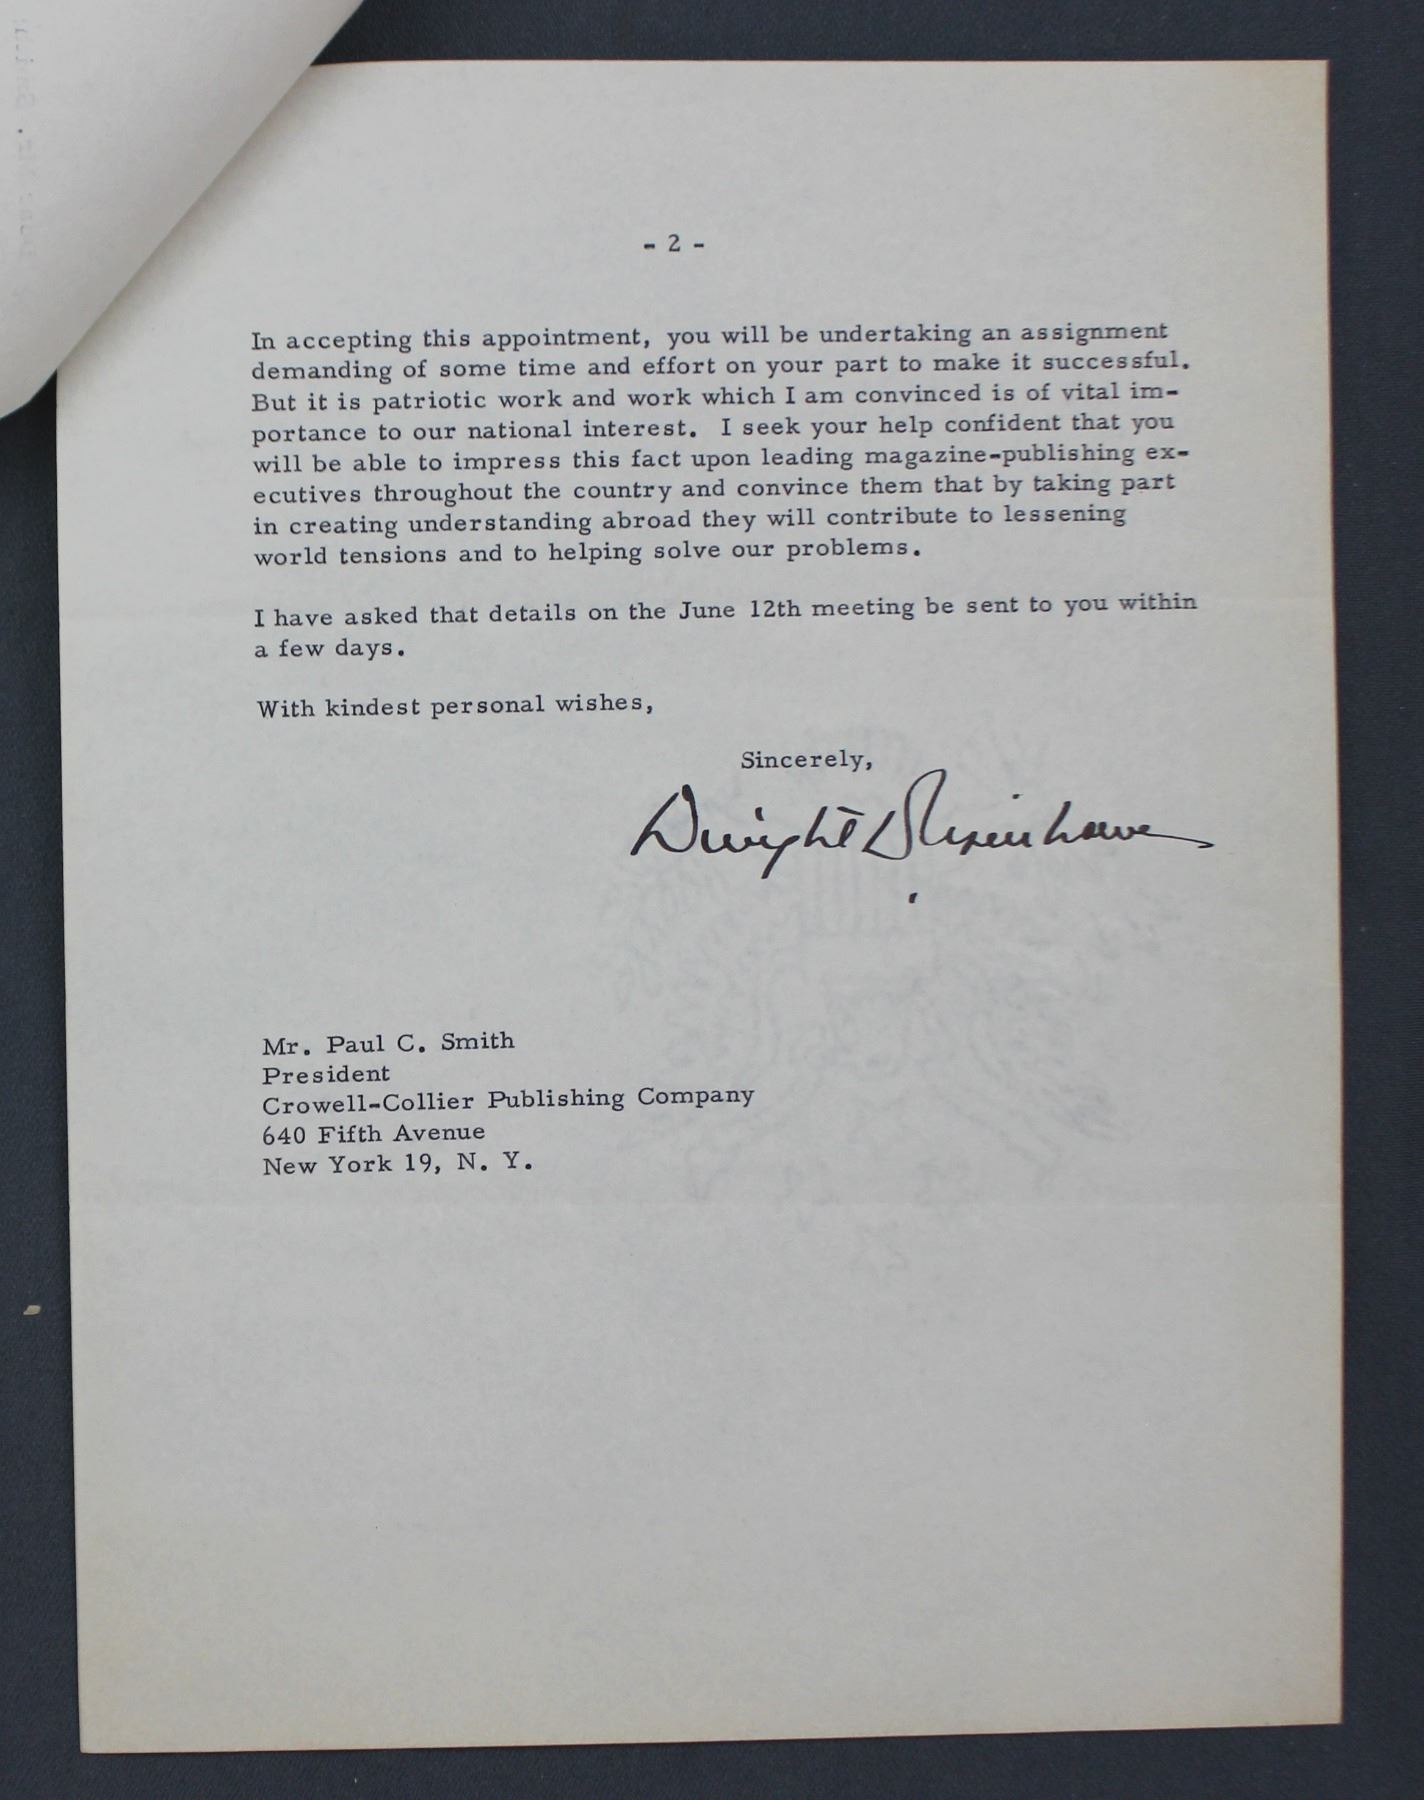 - 2 -
In accepting this appointment, you will be undertaking an assignment
demanding of some time and effort on your part to make it successful.
But it is patriotic work and work which I am convinced is of vital im-
portance to our national interest. I seek your help confident that you
will be able to impress this fact upon leading magazine-publishing ex-
ecutives throughout the country and convince them that by taking part
in creating understanding abroad they will contribute to lessening
world tensions and to helping solve our problems.
I have asked that details on the June 12th meeting be sent to you within
a few days.
With kindest personal wishes,
Sincerely,
Dwight D Eisenhower
Mr. Paul C. Smith
President
Crowell-Collier Publishing Company
640 Fifth Avenue
New York 19, N. Y.